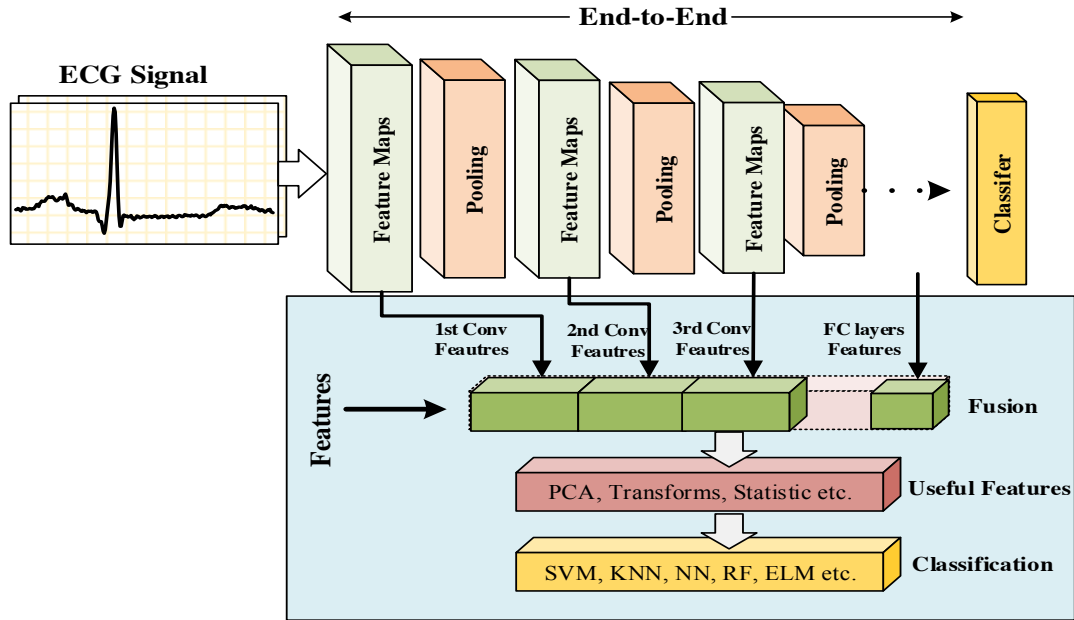 End-to-End
ECG Signal
Feature Maps
Pooling
Feature Maps
Pooling
Feature Maps
Pooling
Classifer
1st Conv
Feautres
2nd Conv
Feautres
3rd Conv
Feautres
FC layers
Features
Features
Fusion
PCA, Transforms, Statistic etc.
Useful Features
SVM, KNN, NN, RF, ELM etc.
Classification